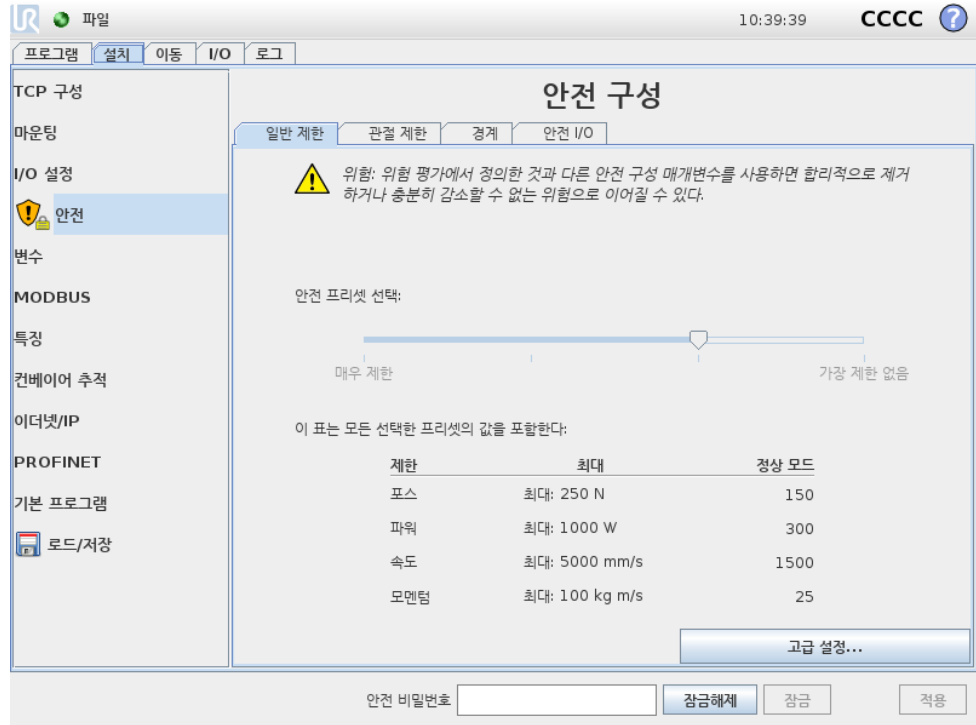 UR 파일 10:39:39 CCCC ?
프로그램 설치 이동 I/O 로그
TCP 구성
마운팅
I/O 설정
안전
변수
MODBUS
특징
컨베이어 추적
이더넷/IP
PROFINET
기본 프로그램
로드/저장
안전 구성
일반 제한 관절 제한 경계 안전 I/O
위험: 위험 평가에서 정의한 것과 다른 안전 구성 매개변수를 사용하면 합리적으로 제거
하거나 충분히 감소할 수 없는 위험으로 이어질 수 있다.
안전 프리셋 선택:
매우 제한 가장 제한 없음
이 표는 모든 선택한 프리셋의 값을 포함한다:
제한 최대 정상 모드
포스 최대: 250 N 150
파워 최대: 1000 W 300
속도 최대: 5000 mm/s 1500
모멘텀 최대: 100 kg m/s 25
고급 설정...
안전 비밀번호 잠금해제 잠금 적용